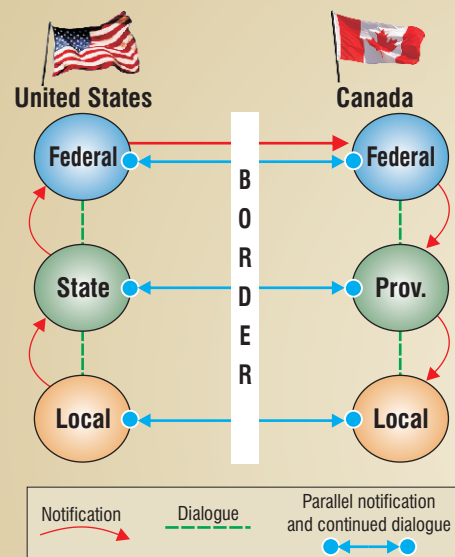 United States
Canada
Federal
Federal
B
O
R
D
E
R
State
Prov.
Local
Local
Notification
Dialogue
Parallel notification
and continued dialogue